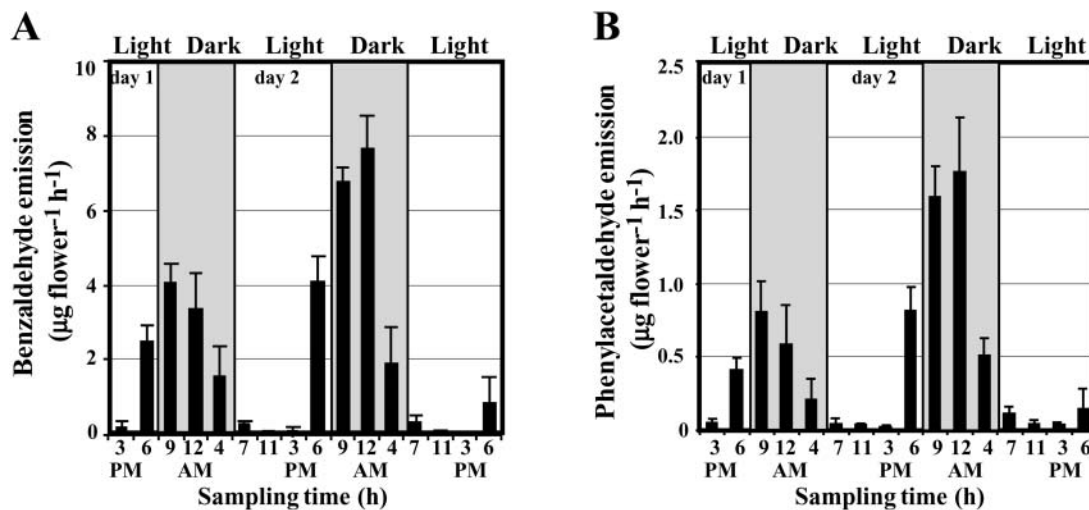 A
Light Dark Light Dark Light
day 1 day 2
Benzaldehyde emission
(µg flower-1 h-1)
10
8
6
4
2
0
3 6 9 12 4 7 11 3 6 9 12 4 7 11 3 6
PM AM PM AM PM
Sampling time (h)
B
Light Dark Light Dark Light
day 1 day 2
Phenylacetaldehyde emission
(µg flower-1 h-1)
2.5
2.0
1.5
1.0
0.5
0
3 6 9 12 4 7 11 3 6 9 12 4 7 11 3 6
PM AM PM AM PM
Sampling time (h)